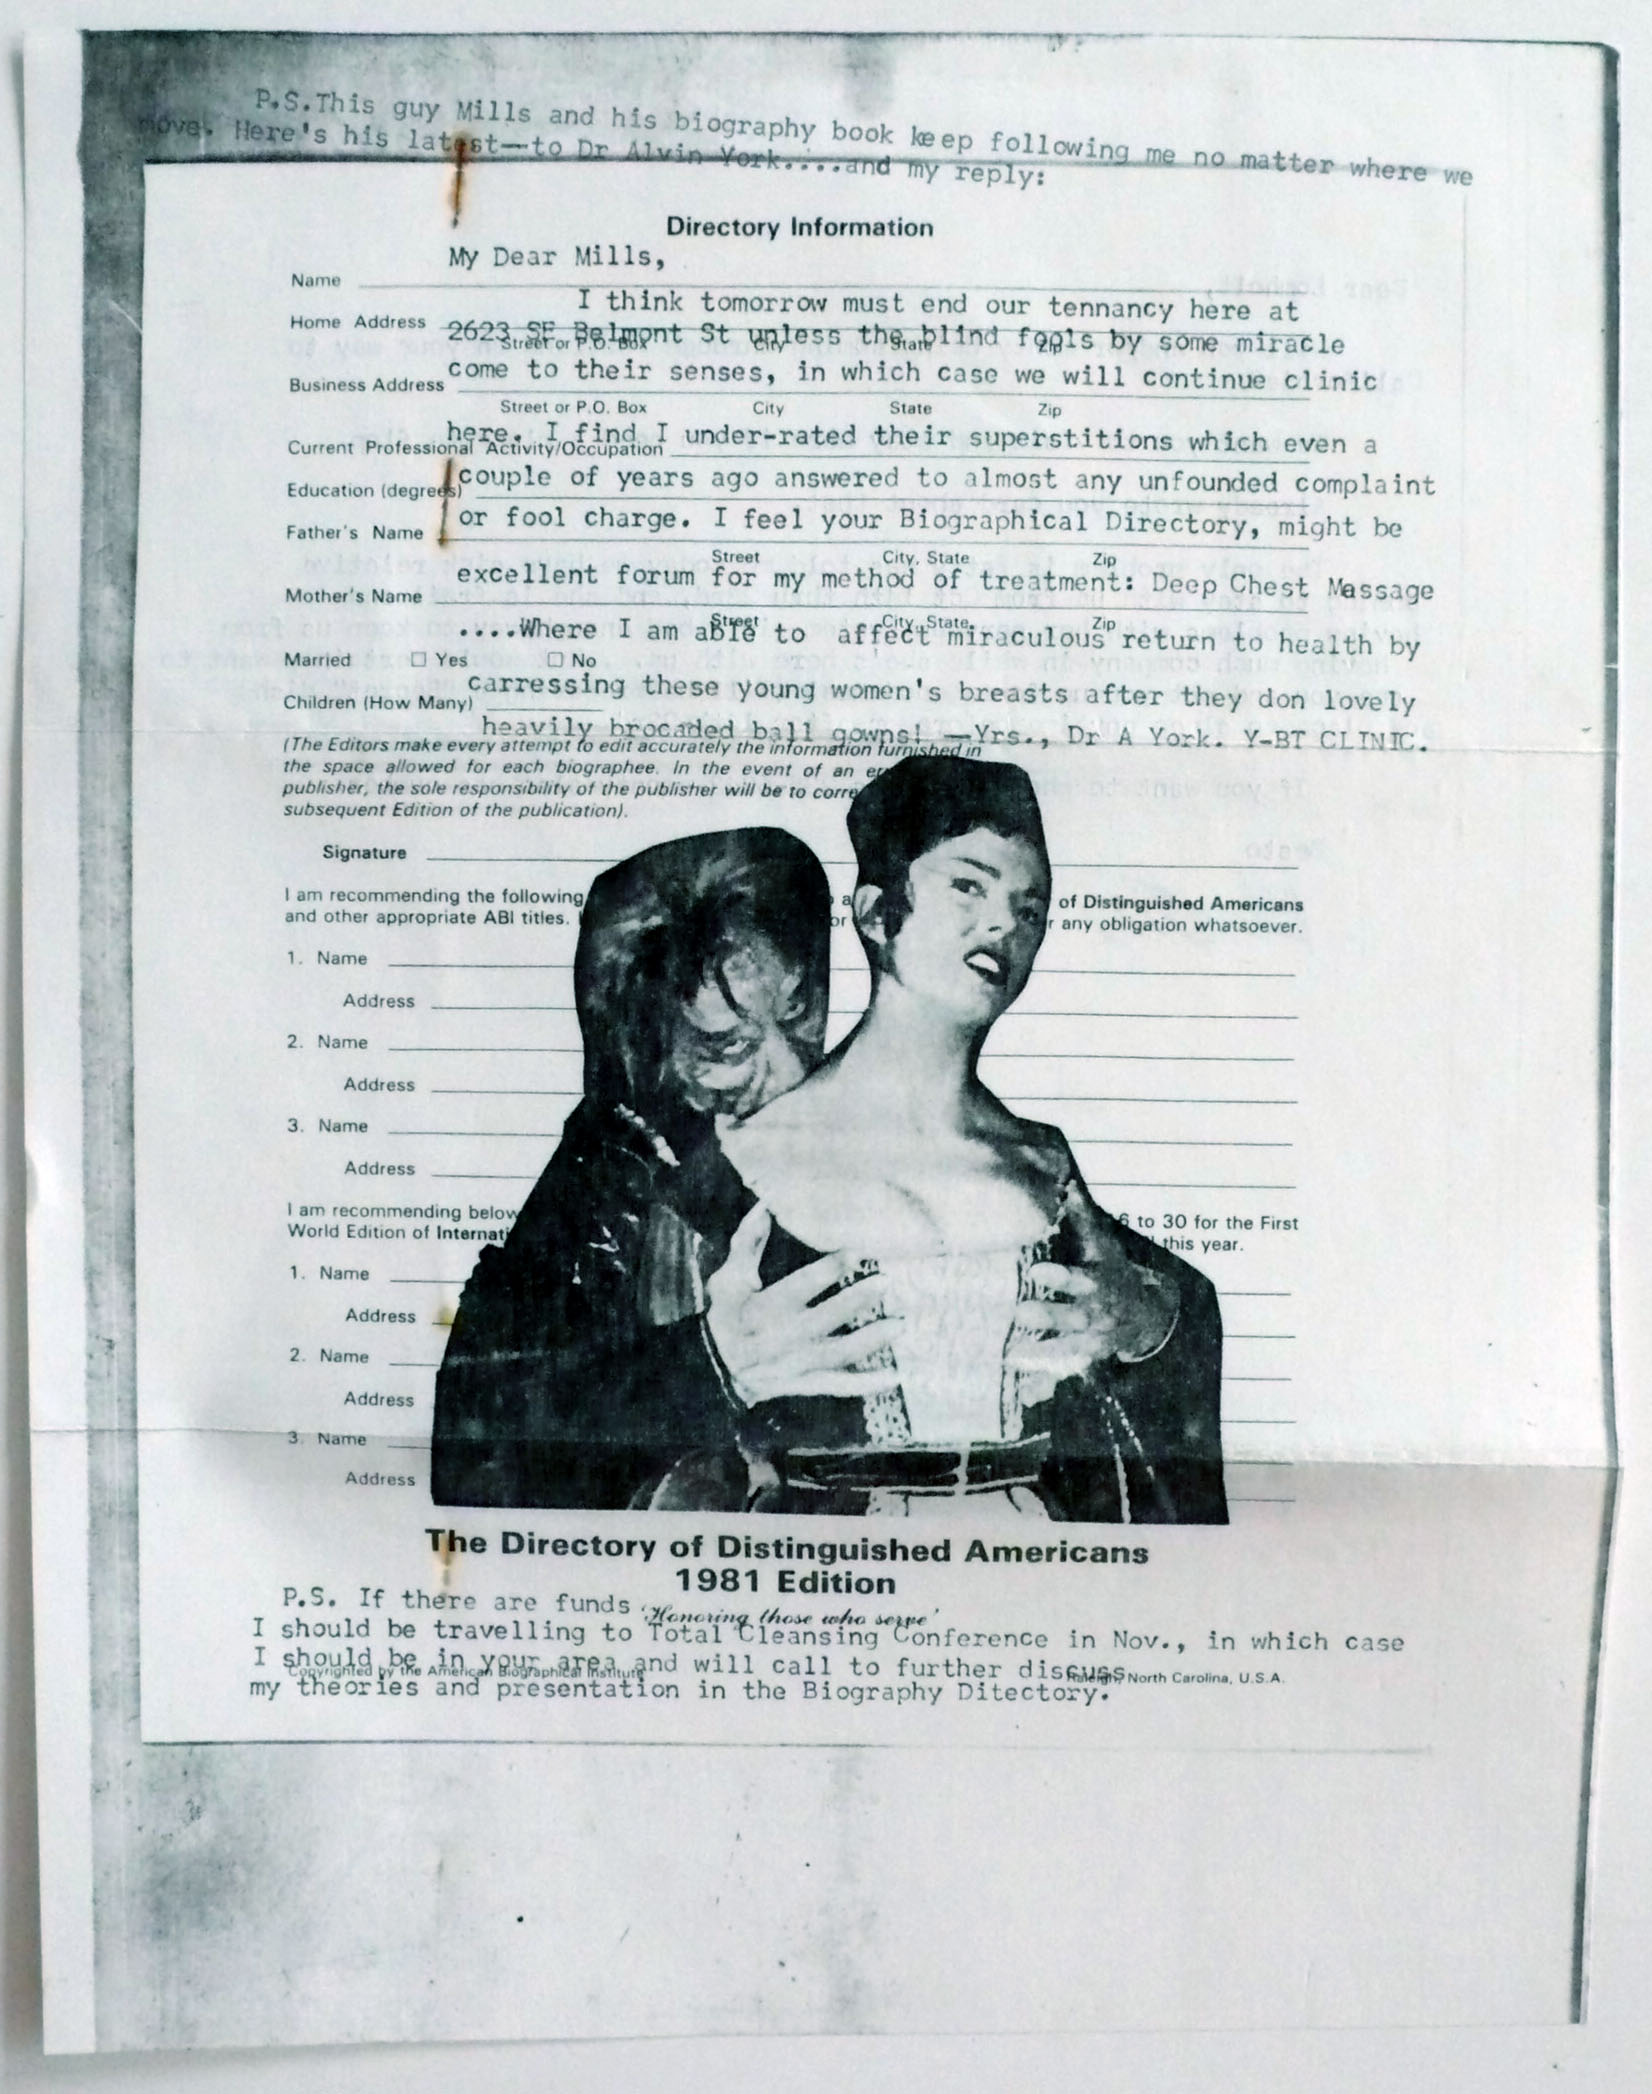 P.S.This guy Mills and his biography book keep following me no matter where we
move. Here's his latest—to Dr Alvin York....and my reply:
Directory Information
My Dear Mills,
Name
I think tomorrow must end our tennancy here at
Home Address
2623 SE Belmont St unless the blind fools by some miracle
Street or P.O. Box City State Zip
come to their senses, in which case we will continue clinic
Business Address
Street or P.O. Box City State Zip
here. I find I under-rated their superstitions which even a
Current Professional Activity/Occupation
couple of years ago answered to almost any unfounded complaint
Education (degrees)
or fool charge. I feel your Biographical Directory, might be
Father's Name
Street City, State Zip
excellent forum for my method of treatment: Deep Chest Massage
Mother's Name
Street City, State Zip
....Where I am able to affect miraculous return to health by
Married Yes No
carressing these young women's breasts after they don lovely
Children (How Many)
heavily brocaded ball gowns! —Yrs., Dr A York. Y-BT CLINIC.
(The Editors make every attempt to edit accurately the information furnished in
the space allowed for each biographee. In the event of an
publisher, the sole responsibility of the publisher will be to
subsequent Edition of the publication).
Signature
I am recommending the following of Distinguished Americans
and other appropriate ABI titles. any obligation whatsoever.
1. Name
Address
2. Name
Address
3. Name
Address
I am recommending below to 30 for the First
World Edition of this year.
1. Name
Address
2. Name
Address
3. Name
Address
The Directory of Distinguished Americans
1981 Edition
P.S. If there are funds
'Honoring those who serve'
I should be travelling to Total Cleansing Conference in Nov., in which case
I should be in your area and will call to further discuss
Copyrighted by the American Biographical Institute Raleigh, North Carolina, U.S.A.
my theories and presentation in the Biography Ditectory.